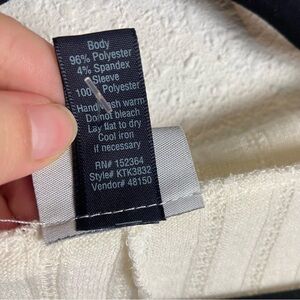 Body
96% Polyester
4% Spandex
Sleeve
100% Polyester
Hand wash warm
Do not bleach
Lay flat to dry
Cool iron
if necessary
RN# 152364
Style# KTK3832
Vendor# 48150